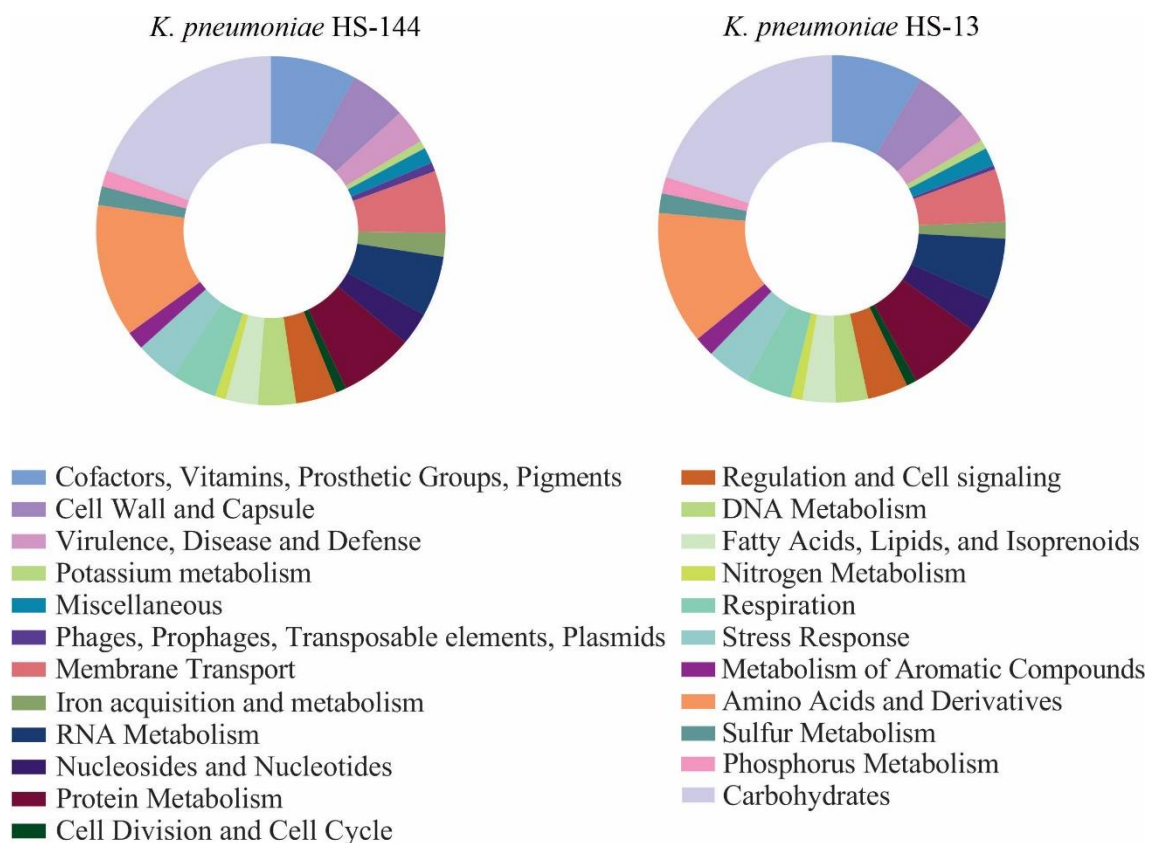 K. pneumoniae HS-144
K. pneumoniae HS-13
Cofactors, Vitamins, Prosthetic Groups, Pigments
Cell Wall and Capsule
Virulence, Disease and Defense
Potassium metabolism
Miscellaneous
Phages, Prophages, Transposable elements, Plasmids
Membrane Transport
Iron acquisition and metabolism
RNA Metabolism
Nucleosides and Nucleotides
Protein Metabolism
Cell Division and Cell Cycle
Regulation and Cell signaling
DNA Metabolism
Fatty Acids, Lipids, and Isoprenoids
Nitrogen Metabolism
Respiration
Stress Response
Metabolism of Aromatic Compounds
Amino Acids and Derivatives
Sulfur Metabolism
Phosphorus Metabolism
Carbohydrates